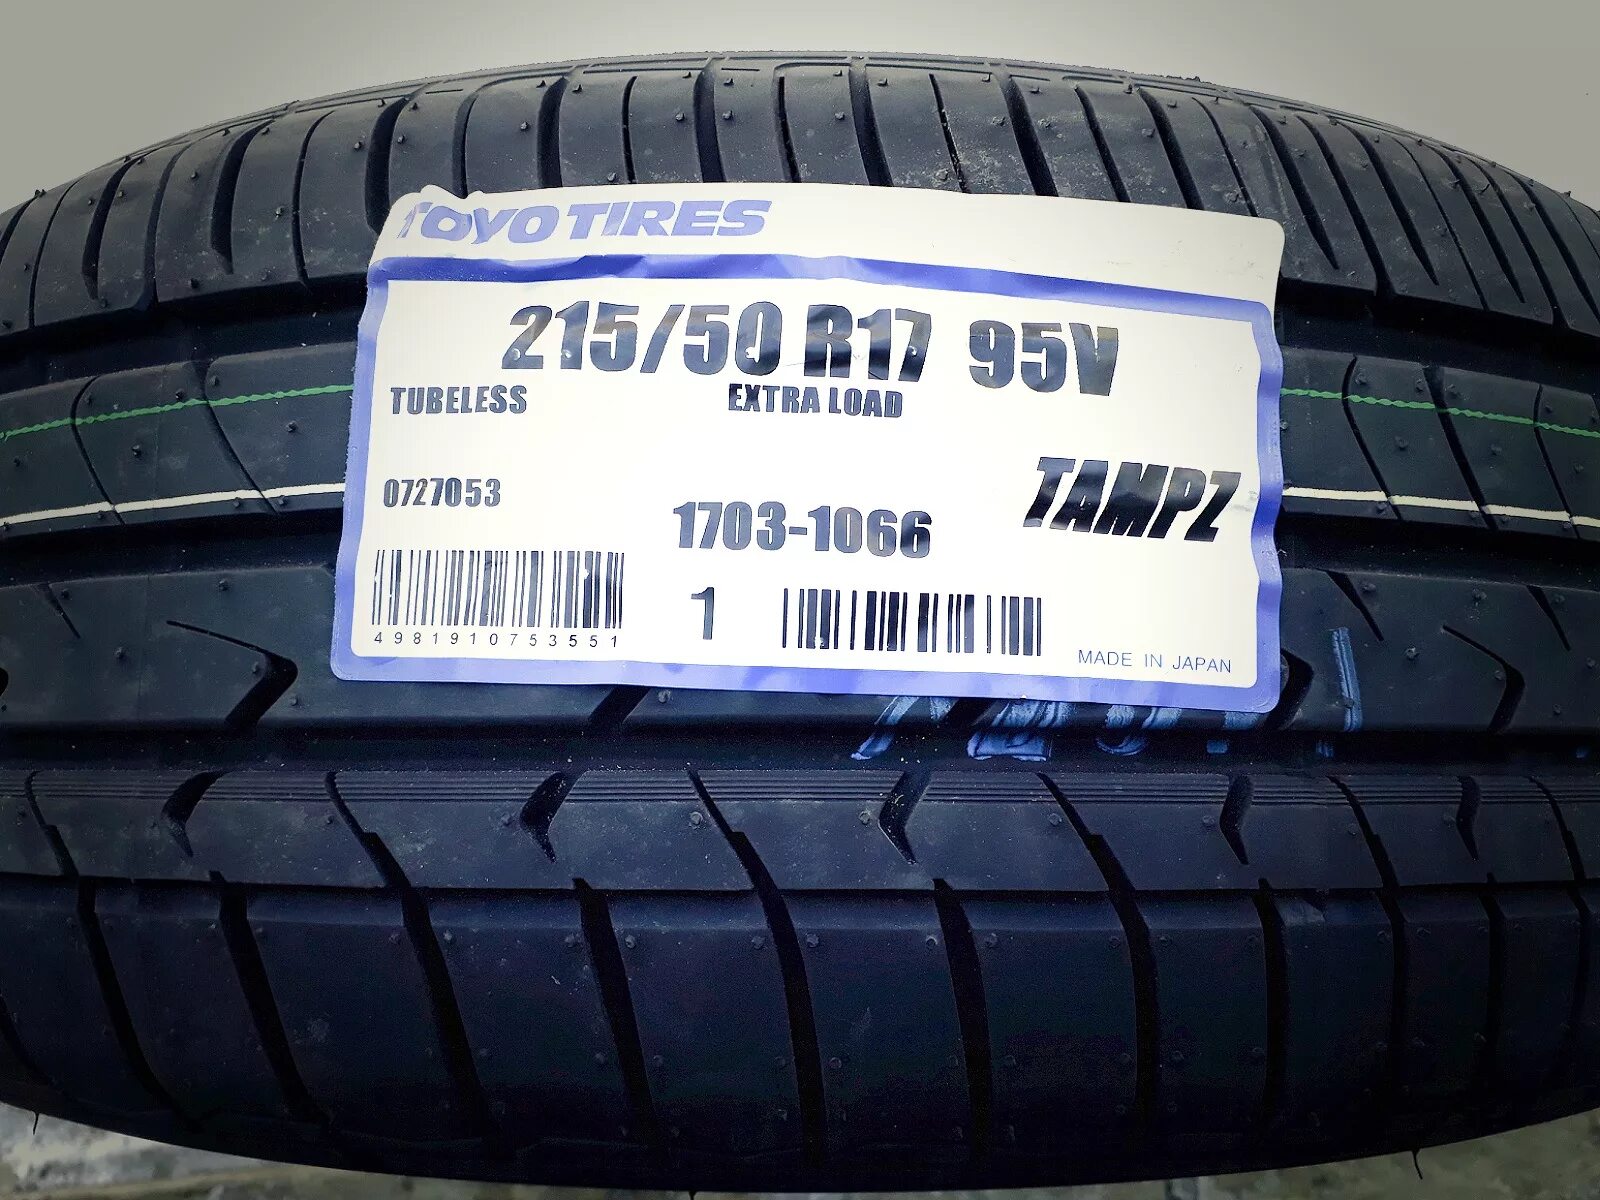 TOYO TIRES
215/50 R17 95V
TUBELESS EXTRA LOAD
TAMPZ
0727053
1703-1066
1
4981910753551
MADE IN JAPAN